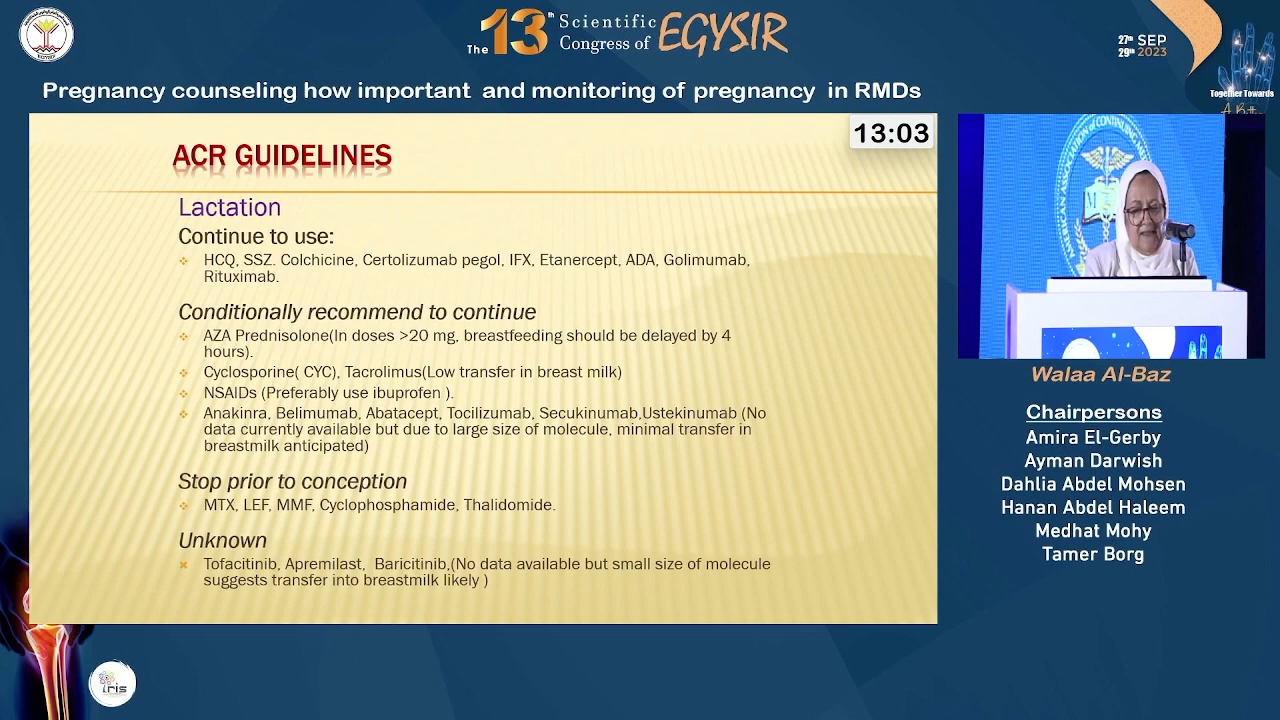 The 13th Scientific
Congress of EGYSIR
27th SEP
29th 2023
Together Towards
Pregnancy counseling how important and monitoring of pregnancy in RMDs
13:03
ACR GUIDELINES
Lactation
Continue to use:
HCQ, SSZ. Colchicine, Certolizumab pegol, IFX, Etanercept, ADA, Golimumab,
Rituximab.
Conditionally recommend to continue
AZA Prednisolone(In doses >20 mg, breastfeeding should be delayed by 4
hours).
Cyclosporine( CYC), Tacrolimus(Low transfer in breast milk)
NSAIDs (Preferably use ibuprofen ).
Anakinra, Belimumab, Abatacept, Tocilizumab, Secukinumab,Ustekinumab (No
data currently available but due to large size of molecule, minimal transfer in
breastmilk anticipated)
Stop prior to conception
MTX, LEF, MMF, Cyclophosphamide, Thalidomide.
Unknown
Tofacitinib, Apremilast, Baricitinib,(No data available but small size of molecule
suggests transfer into breastmilk likely )
Walaa Al-Baz
Chairpersons
Amira El-Gerby
Ayman Darwish
Dahlia Abdel Mohsen
Hanan Abdel Haleem
Medhat Mohy
Tamer Borg
iris